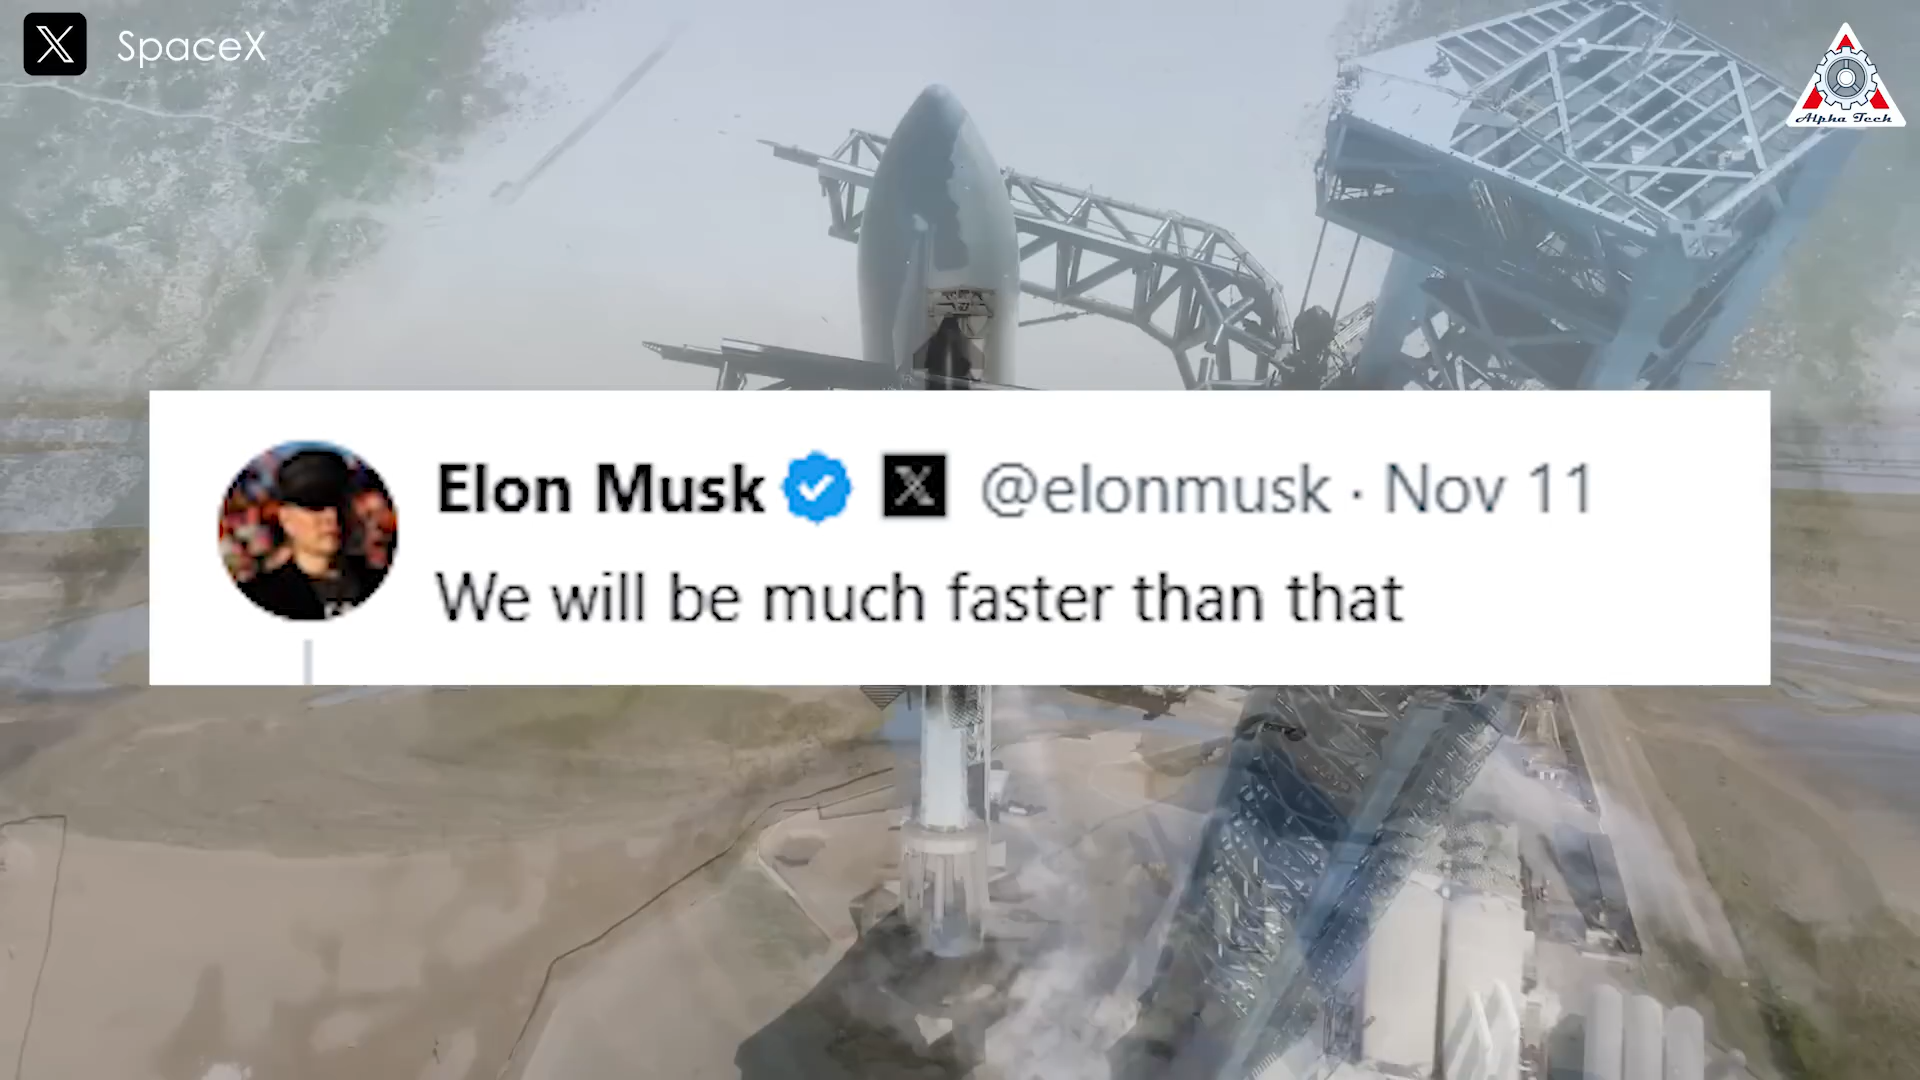 SpaceX
Alpha Tech
Elon Musk @elonmusk · Nov 11
We will be much faster than that